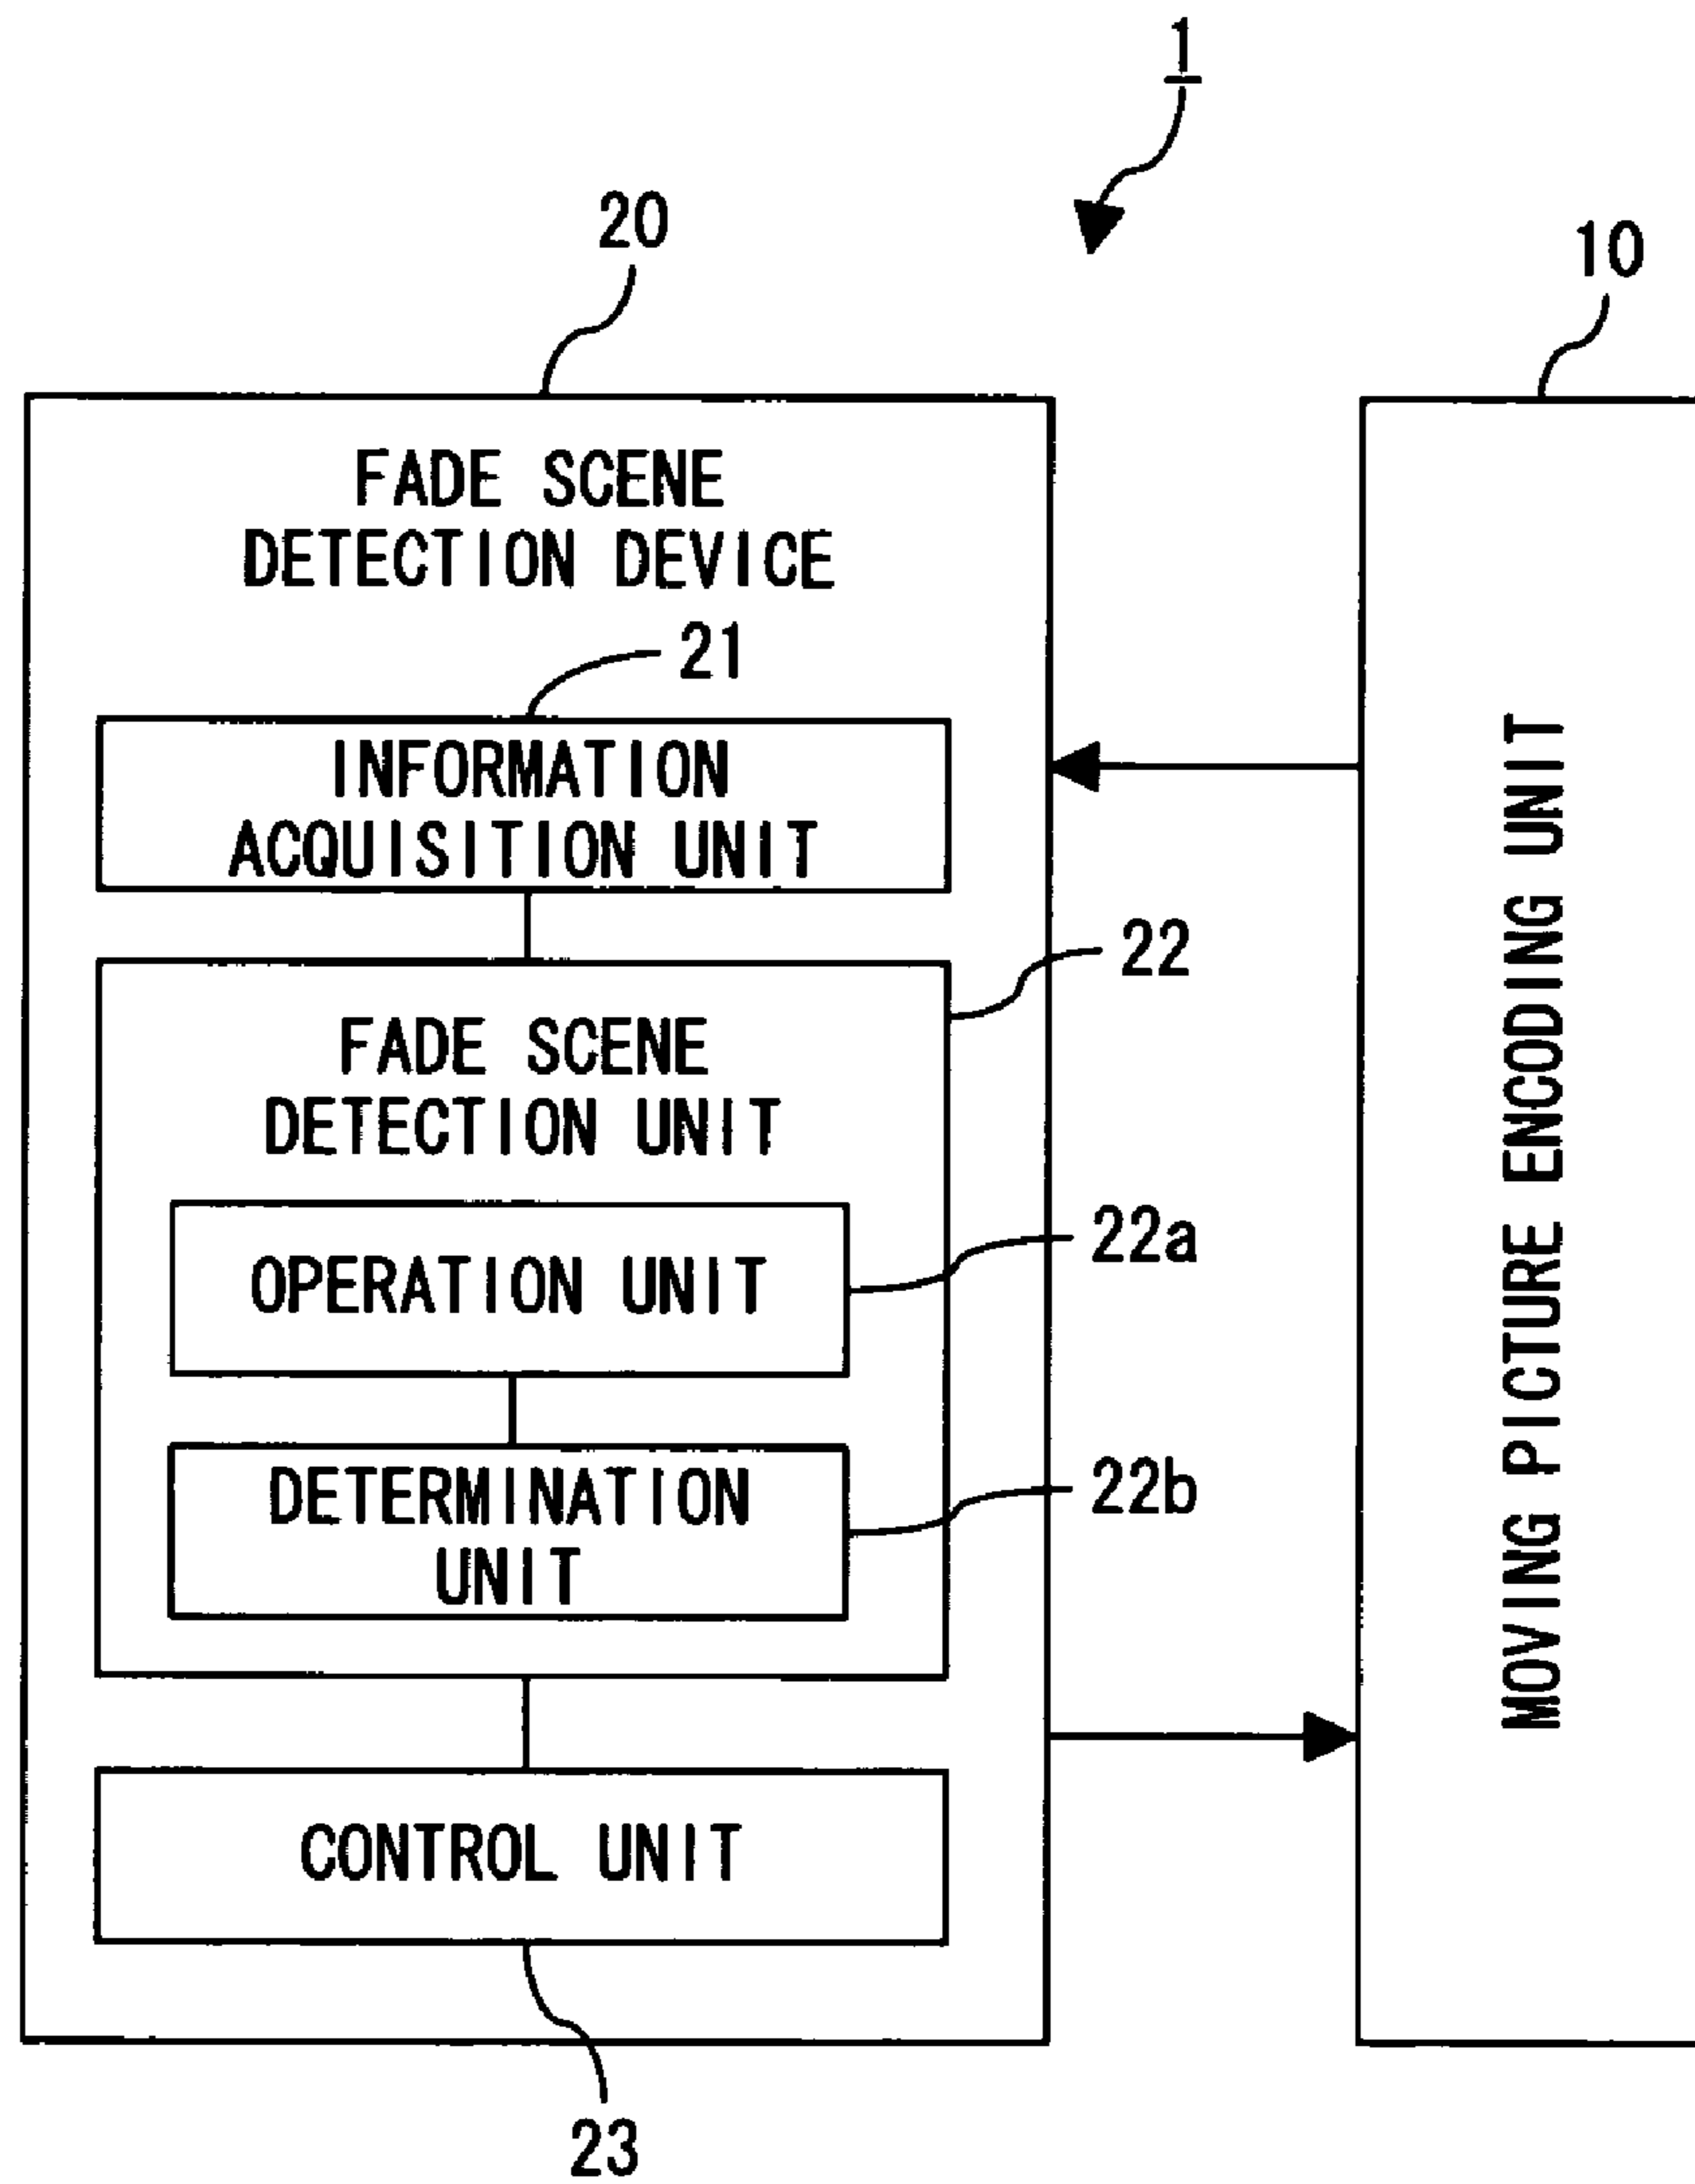 1
20
10
FADE SCENE
DETECTION DEVICE
21
INFORMATION
ACQUISITION UNIT
22
FADE SCENE
DETECTION UNIT
22a
OPERATION UNIT
22b
DETERMINATION
UNIT
CONTROL UNIT
23
MOVING PICTURE ENCODING UNIT